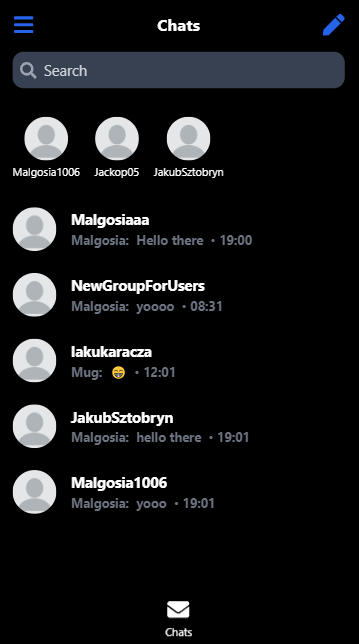 Chats
Search
Malgosia1006 Jackop05 JakubSztobryn
Malgosiaaa
Malgosia: Hello there • 19:00
NewGroupForUsers
Malgosia: yoooo • 08:31
lakukaracza
Mug: 😁 • 12:01
JakubSztobryn
Malgosia: hello there • 19:01
Malgosia1006
Malgosia: yooo • 19:01
Chats